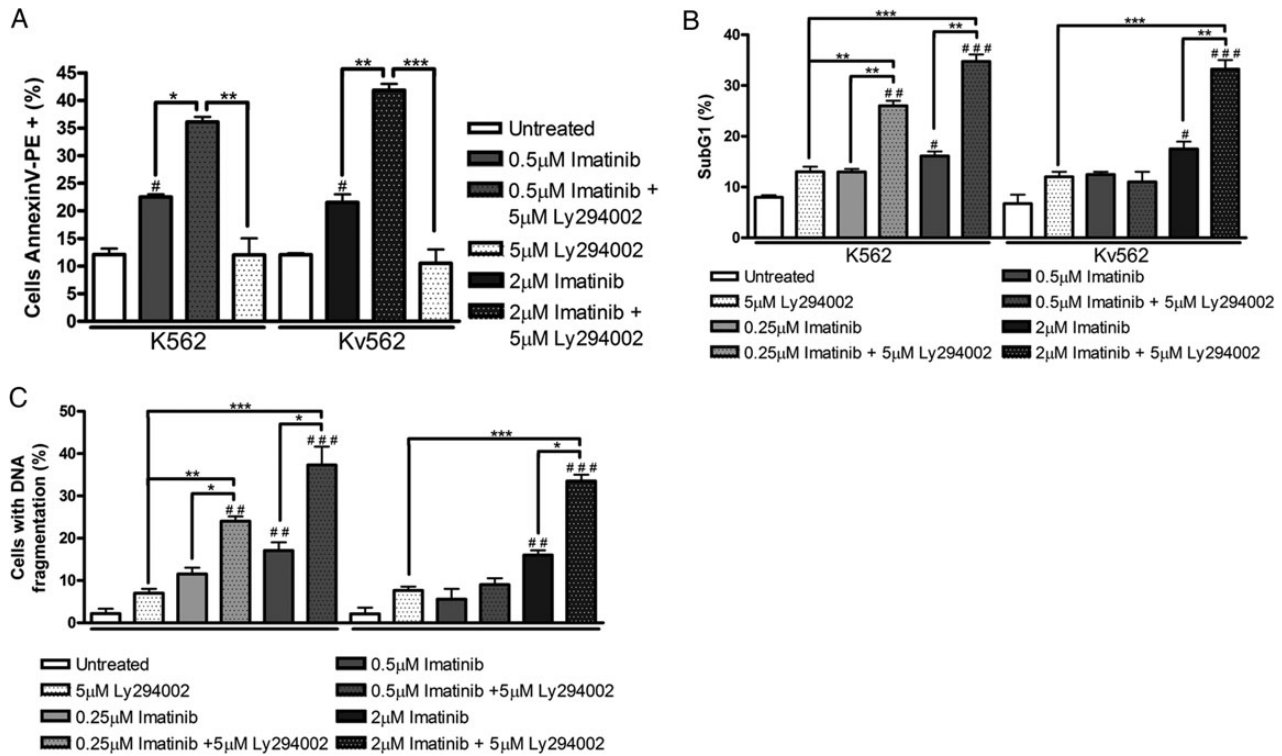 A
Cells AnnexinV-PE + (%)
45
40
35
30
25
20
15
10
5
0
*
**
**
***
#
#
K562
Kv562
Untreated
0.5μM Imatinib
0.5μM Imatinib +
5μM Ly294002
5μM Ly294002
2μM Imatinib
2μM Imatinib +
5μM Ly294002
B
SubG1 (%)
40
30
20
10
0
***
**
**
**
# #
#
# # #
***
**
#
# # #
K562
Kv562
Untreated
5μM Ly294002
0.25μM Imatinib
0.25μM Imatinib + 5μM Ly294002
0.5μM Imatinib
0.5μM Imatinib + 5μM Ly294002
2μM Imatinib
2μM Imatinib + 5μM Ly294002
C
Cells with DNA
fragmentation (%)
50
40
30
20
10
0
***
*
**
*
# #
# #
# # #
***
*
# #
# # #
Untreated
5μM Ly294002
0.25μM Imatinib
0.25μM Imatinib +5μM Ly294002
0.5μM Imatinib
0.5μM Imatinib +5μM Ly294002
2μM Imatinib
2μM Imatinib + 5μM Ly294002